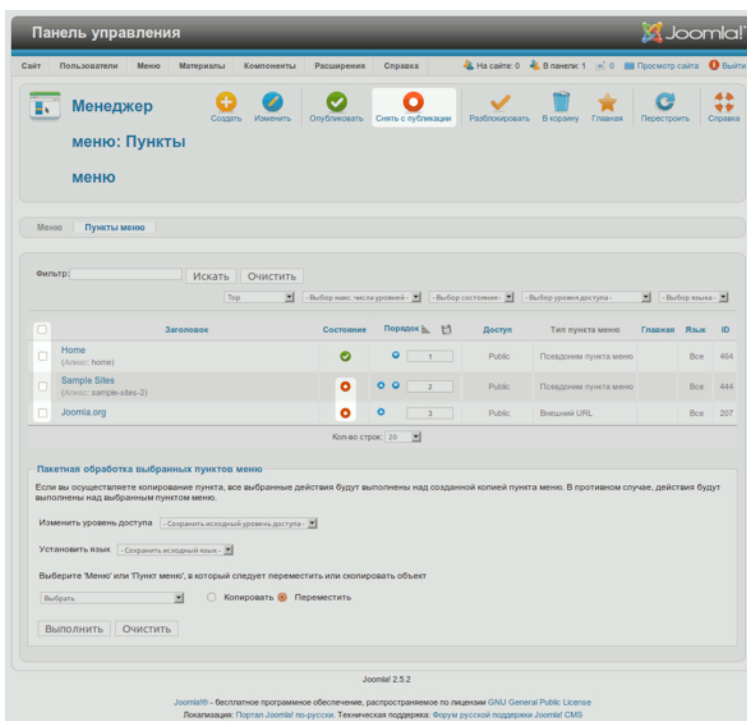 Панель управления
Joomla!
Сайт Пользователи Меню Материалы Компоненты Расширения Справка На сайте: 0 В панели: 1 0 Просмотр сайта Выйти
Менеджер меню: Пункты меню
Создать Изменить Опубликовать Снять с публикации Разблокировать В корзину Главная Перестроить Справка
Меню Пункты меню
Фильтр: Искать Очистить
Top - Выбор макс. числа уровней - - Выбор состояния - - Выбор уровня доступа - - Выбор языка -
Заголовок Состояние Порядок Доступ Тип пункта меню Главная Язык ID
Home
(Алиас: home)
1 Public Псевдоним пункта меню Все 464
Sample Sites
(Алиас: sample-sites-2)
2 Public Псевдоним пункта меню Все 444
Joomla.org 3 Public Внешний URL Все 207
Кол-во строк: 20
Пакетная обработка выбранных пунктов меню
Если вы осуществляете копирование пункта, все выбранные действия будут выполнены над созданной копией пункта меню. В противном случае, действия будут
выполнены над выбранным пунктом меню.
Изменить уровень доступа - Сохранить исходный уровень доступа -
Установить язык - Сохранить исходный язык -
Выберите 'Меню' или 'Пункт меню', в который следует переместить или скопировать объект
Выбрать Копировать Переместить
Выполнить Очистить
Joomla! 2.5.2
Joomla!® - бесплатное программное обеспечение, распространяемое по лицензии GNU General Public License
Локализация: Портал Joomla! по-русски. Техническая поддержка: Форум русской поддержки Joomla! CMS